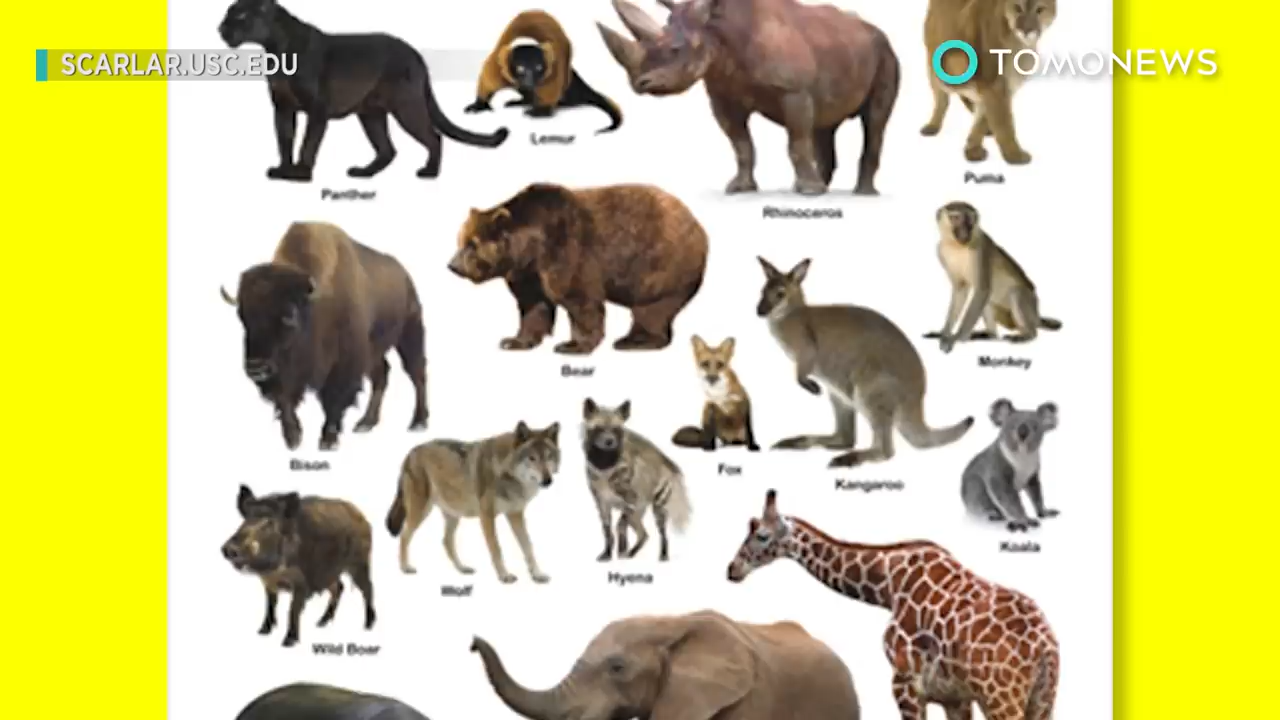 SCARLAR.USC.EDU
TOMONEWS
Lemur
Panther
Puma
Rhinoceros
Monkey
Bear
Bison
Fox
Kangaroo
Koala
Hyena
Wolf
Wild Boar